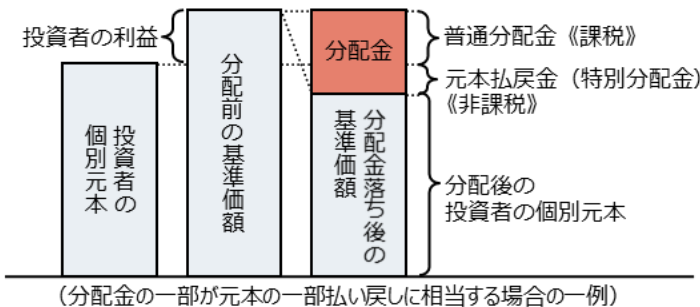 投資者の利益
投資者の
個別元本
分配前の基準価額
分配金
分配金落ち後の
基準価額
普通分配金《課税》
元本払戻金（特別分配金）
《非課税》
分配後の
投資者の個別元本
（分配金の一部が元本の一部払い戻しに相当する場合の一例）